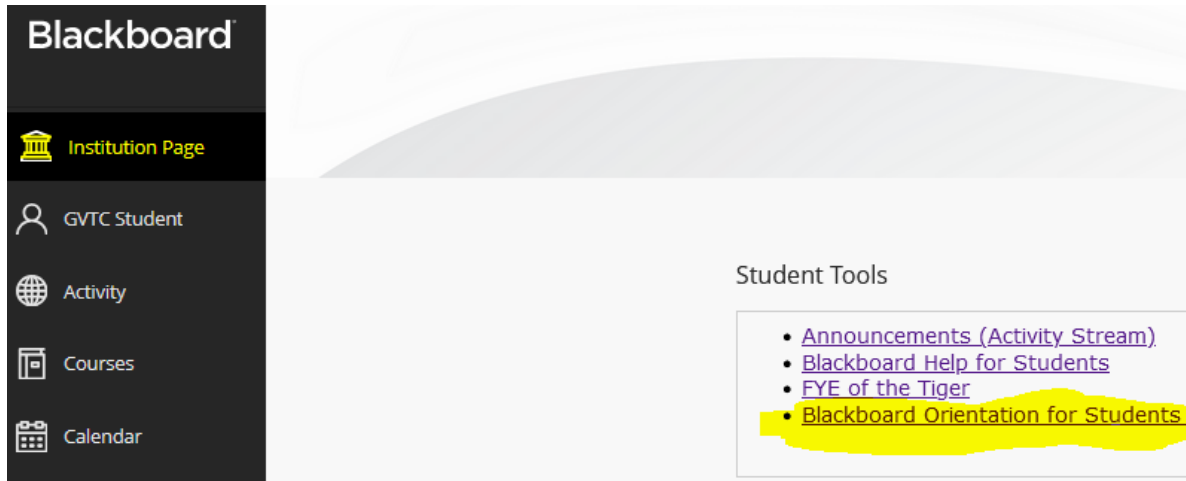 Blackboard
Institution Page
GVTC Student
Activity
Courses
Calendar
Student Tools
• Announcements (Activity Stream)
• Blackboard Help for Students
• FYE of the Tiger
• Blackboard Orientation for Students